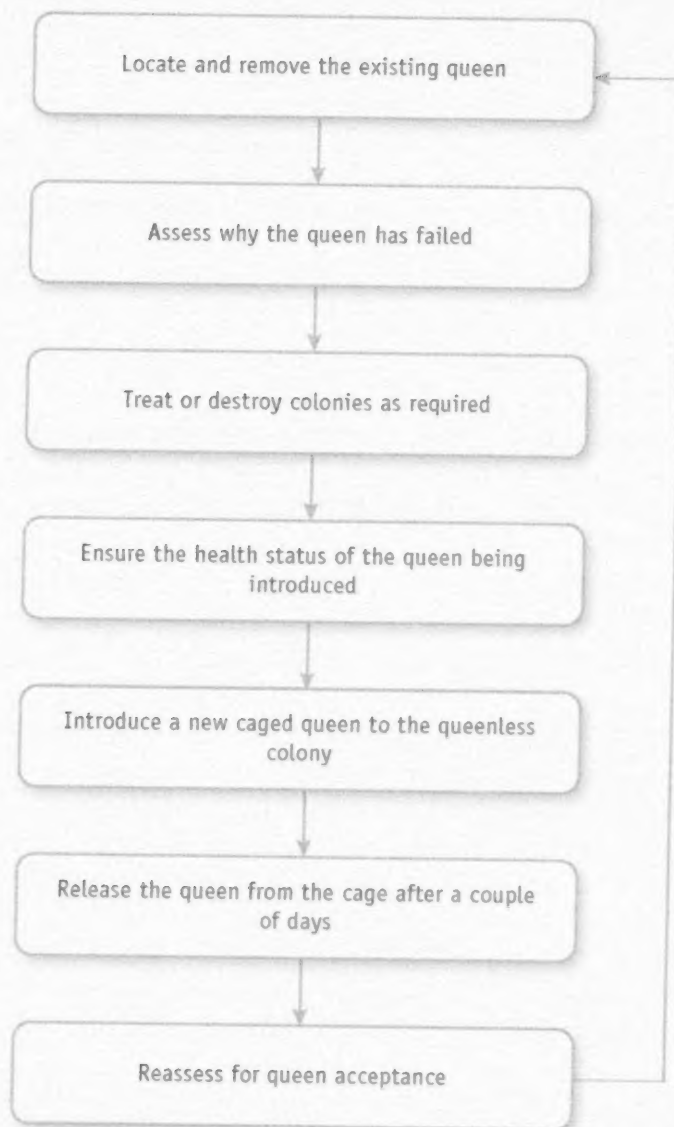 Locate and remove the existing queen
Assess why the queen has failed
Treat or destroy colonies as required
Ensure the health status of the queen being
introduced
Introduce a new caged queen to the queenless
colony
Release the queen from the cage after a couple
of days
Reassess for queen acceptance